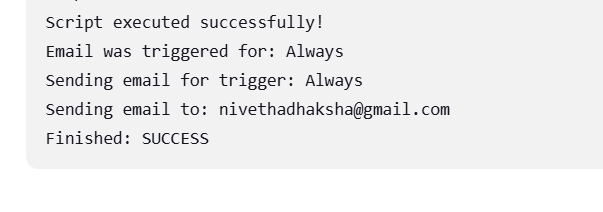 Script executed successfully!
Email was triggered for: Always
Sending email for trigger: Always
Sending email to: nivethadhaksha@gmail.com
Finished: SUCCESS